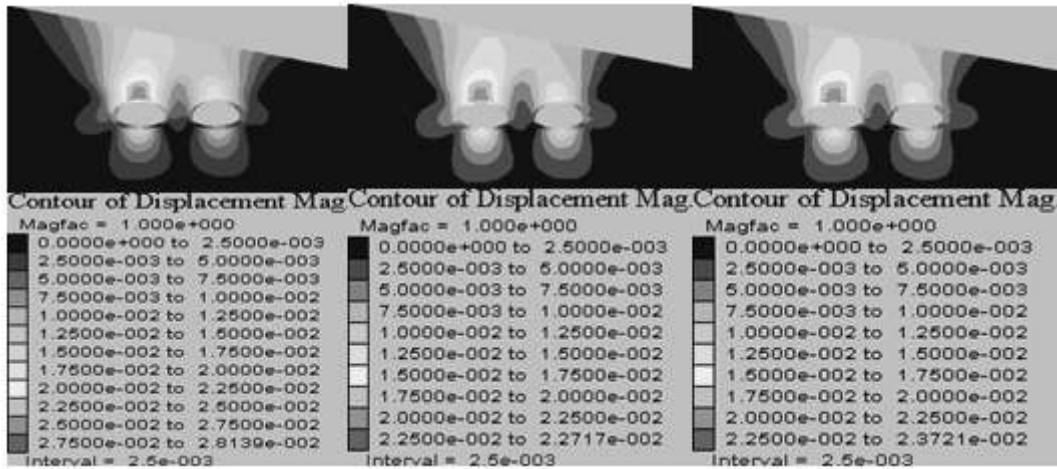 Contour of Displacement Mag.
Magfac = 1.000e+000
0.0000e+000 to 2.5000e-003
2.5000e-003 to 5.0000e-003
5.0000e-003 to 7.5000e-003
7.5000e-003 to 1.0000e-002
1.0000e-002 to 1.2500e-002
1.2500e-002 to 1.5000e-002
1.5000e-002 to 1.7500e-002
1.7500e-002 to 2.0000e-002
2.0000e-002 to 2.2500e-002
2.2500e-002 to 2.5000e-002
2.5000e-002 to 2.7500e-002
2.7500e-002 to 2.8139e-002
Interval = 2.5e-003
Contour of Displacement Mag.
Magfac = 1.000e+000
0.0000e+000 to 2.5000e-003
2.5000e-003 to 5.0000e-003
5.0000e-003 to 7.5000e-003
7.5000e-003 to 1.0000e-002
1.0000e-002 to 1.2500e-002
1.2500e-002 to 1.5000e-002
1.5000e-002 to 1.7500e-002
1.7500e-002 to 2.0000e-002
2.0000e-002 to 2.2500e-002
2.2500e-002 to 2.2717e-002
Interval = 2.5e-003
Contour of Displacement Mag.
Magfac = 1.000e+000
0.0000e+000 to 2.5000e-003
2.5000e-003 to 5.0000e-003
5.0000e-003 to 7.5000e-003
7.5000e-003 to 1.0000e-002
1.0000e-002 to 1.2500e-002
1.2500e-002 to 1.5000e-002
1.5000e-002 to 1.7500e-002
1.7500e-002 to 2.0000e-002
2.0000e-002 to 2.2500e-002
2.2500e-002 to 2.3721e-002
Interval = 2.5e-003